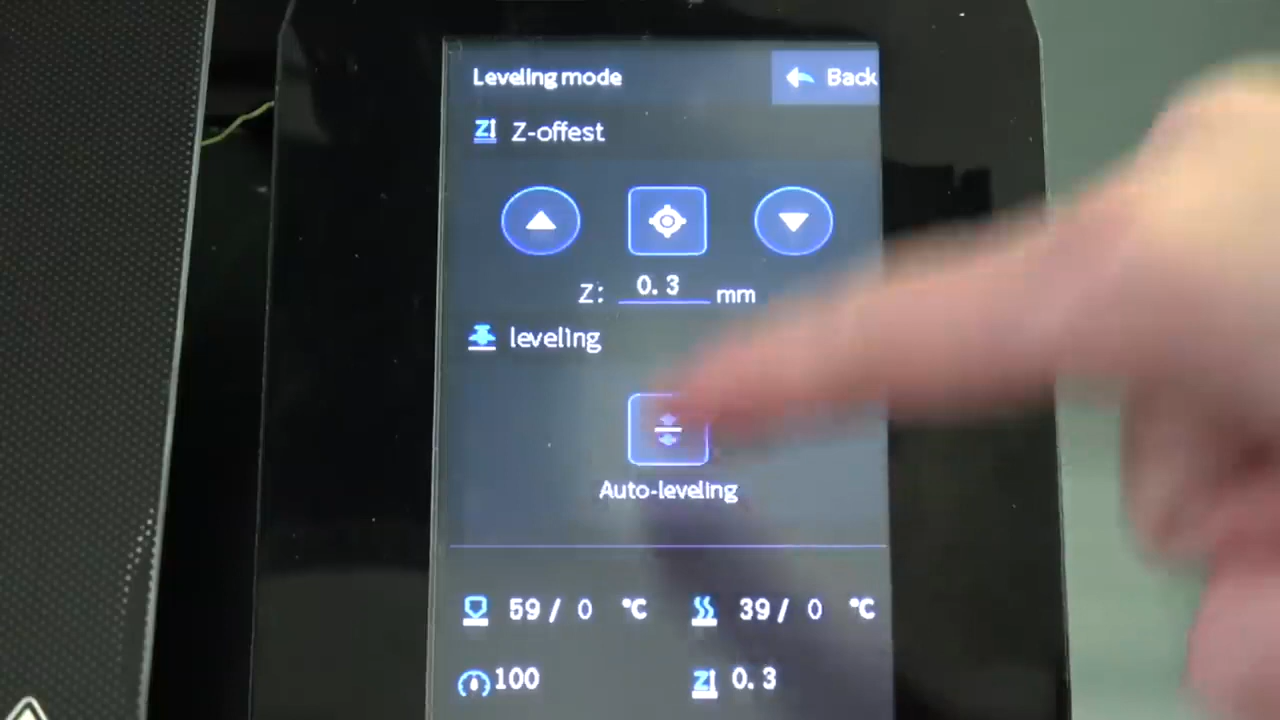 Leveling mode
Back
Z-offest
Z: 0.3 mm
leveling
Auto-leveling
59 / 0 °C
39 / 0 °C
100
0.3